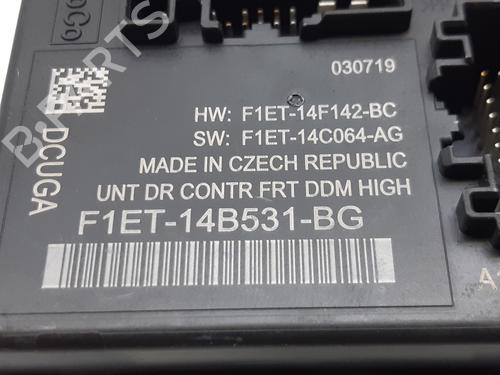 DCo
030719
HW: F1ET-14F142-BC
SW: F1ET-14C064-AG
MADE IN CZECH REPUBLIC
UNT DR CONTR FRT DDM HIGH
F1ET-14B531-BG
DCUGA
A
B-PARTS